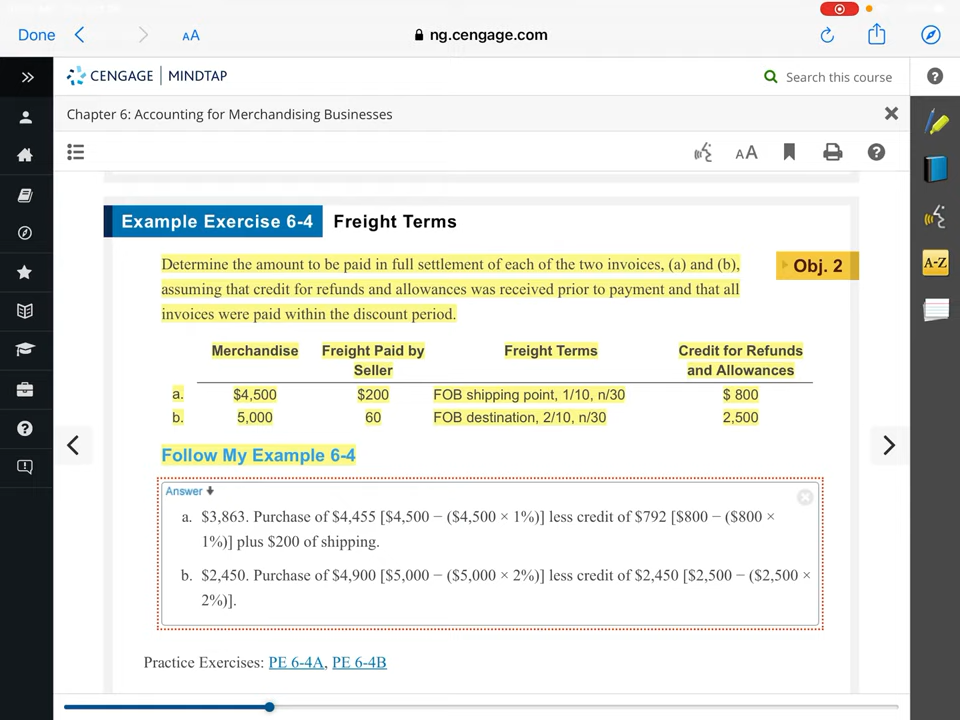 Done AA ng.cengage.com
CENGAGE | MINDTAP Search this course
Chapter 6: Accounting for Merchandising Businesses
AA
Example Exercise 6-4 Freight Terms
Determine the amount to be paid in full settlement of each of the two invoices, (a) and (b), Obj. 2
assuming that credit for refunds and allowances was received prior to payment and that all
invoices were paid within the discount period.
Merchandise Freight Paid by Freight Terms Credit for Refunds
Seller and Allowances
a. $4,500 $200 FOB shipping point, 1/10, n/30 $ 800
b. 5,000 60 FOB destination, 2/10, n/30 2,500
Follow My Example 6-4
Answer
a. $3,863. Purchase of $4,455 [$4,500 − ($4,500 × 1%)] less credit of $792 [$800 − ($800 ×
1%)] plus $200 of shipping.
b. $2,450. Purchase of $4,900 [$5,000 − ($5,000 × 2%)] less credit of $2,450 [$2,500 − ($2,500 ×
2%)].
Practice Exercises: PE 6-4A, PE 6-4B
A-Z